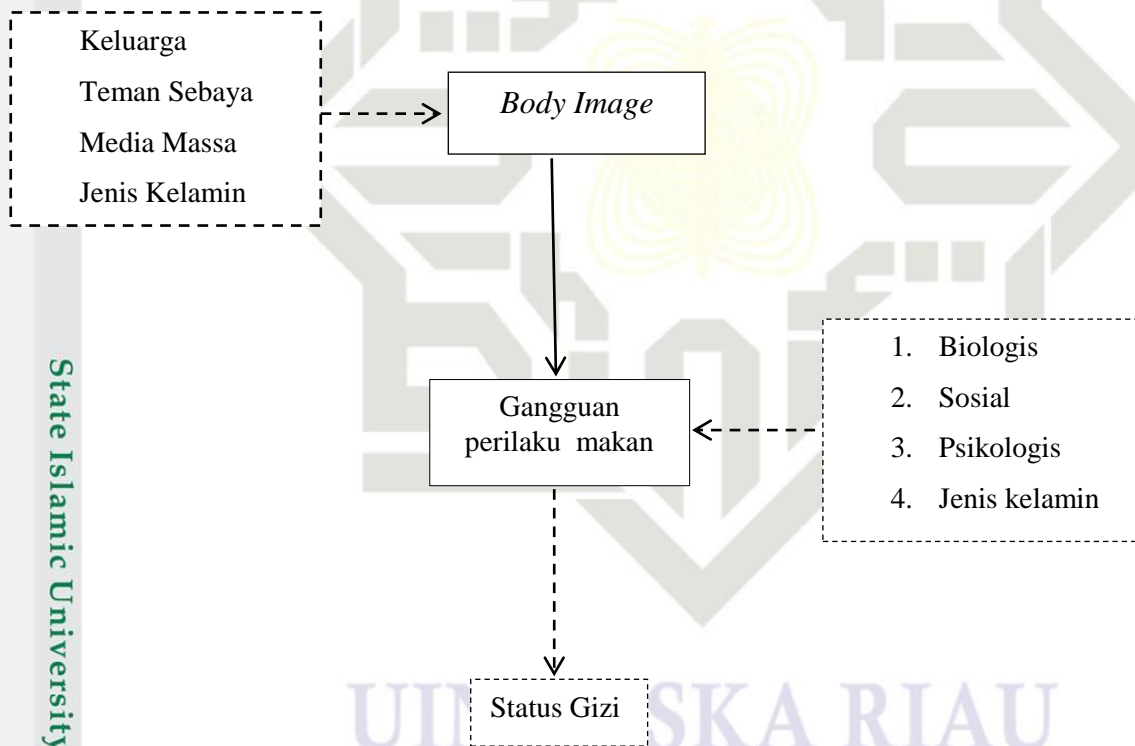 Keluarga
Teman Sebaya
Media Massa
Jenis Kelamin
Body Image
Gangguan
perilaku makan
1. Biologis
2. Sosial
3. Psikologis
4. Jenis kelamin
Status Gizi
State Islamic University
UIN SKA RIAU